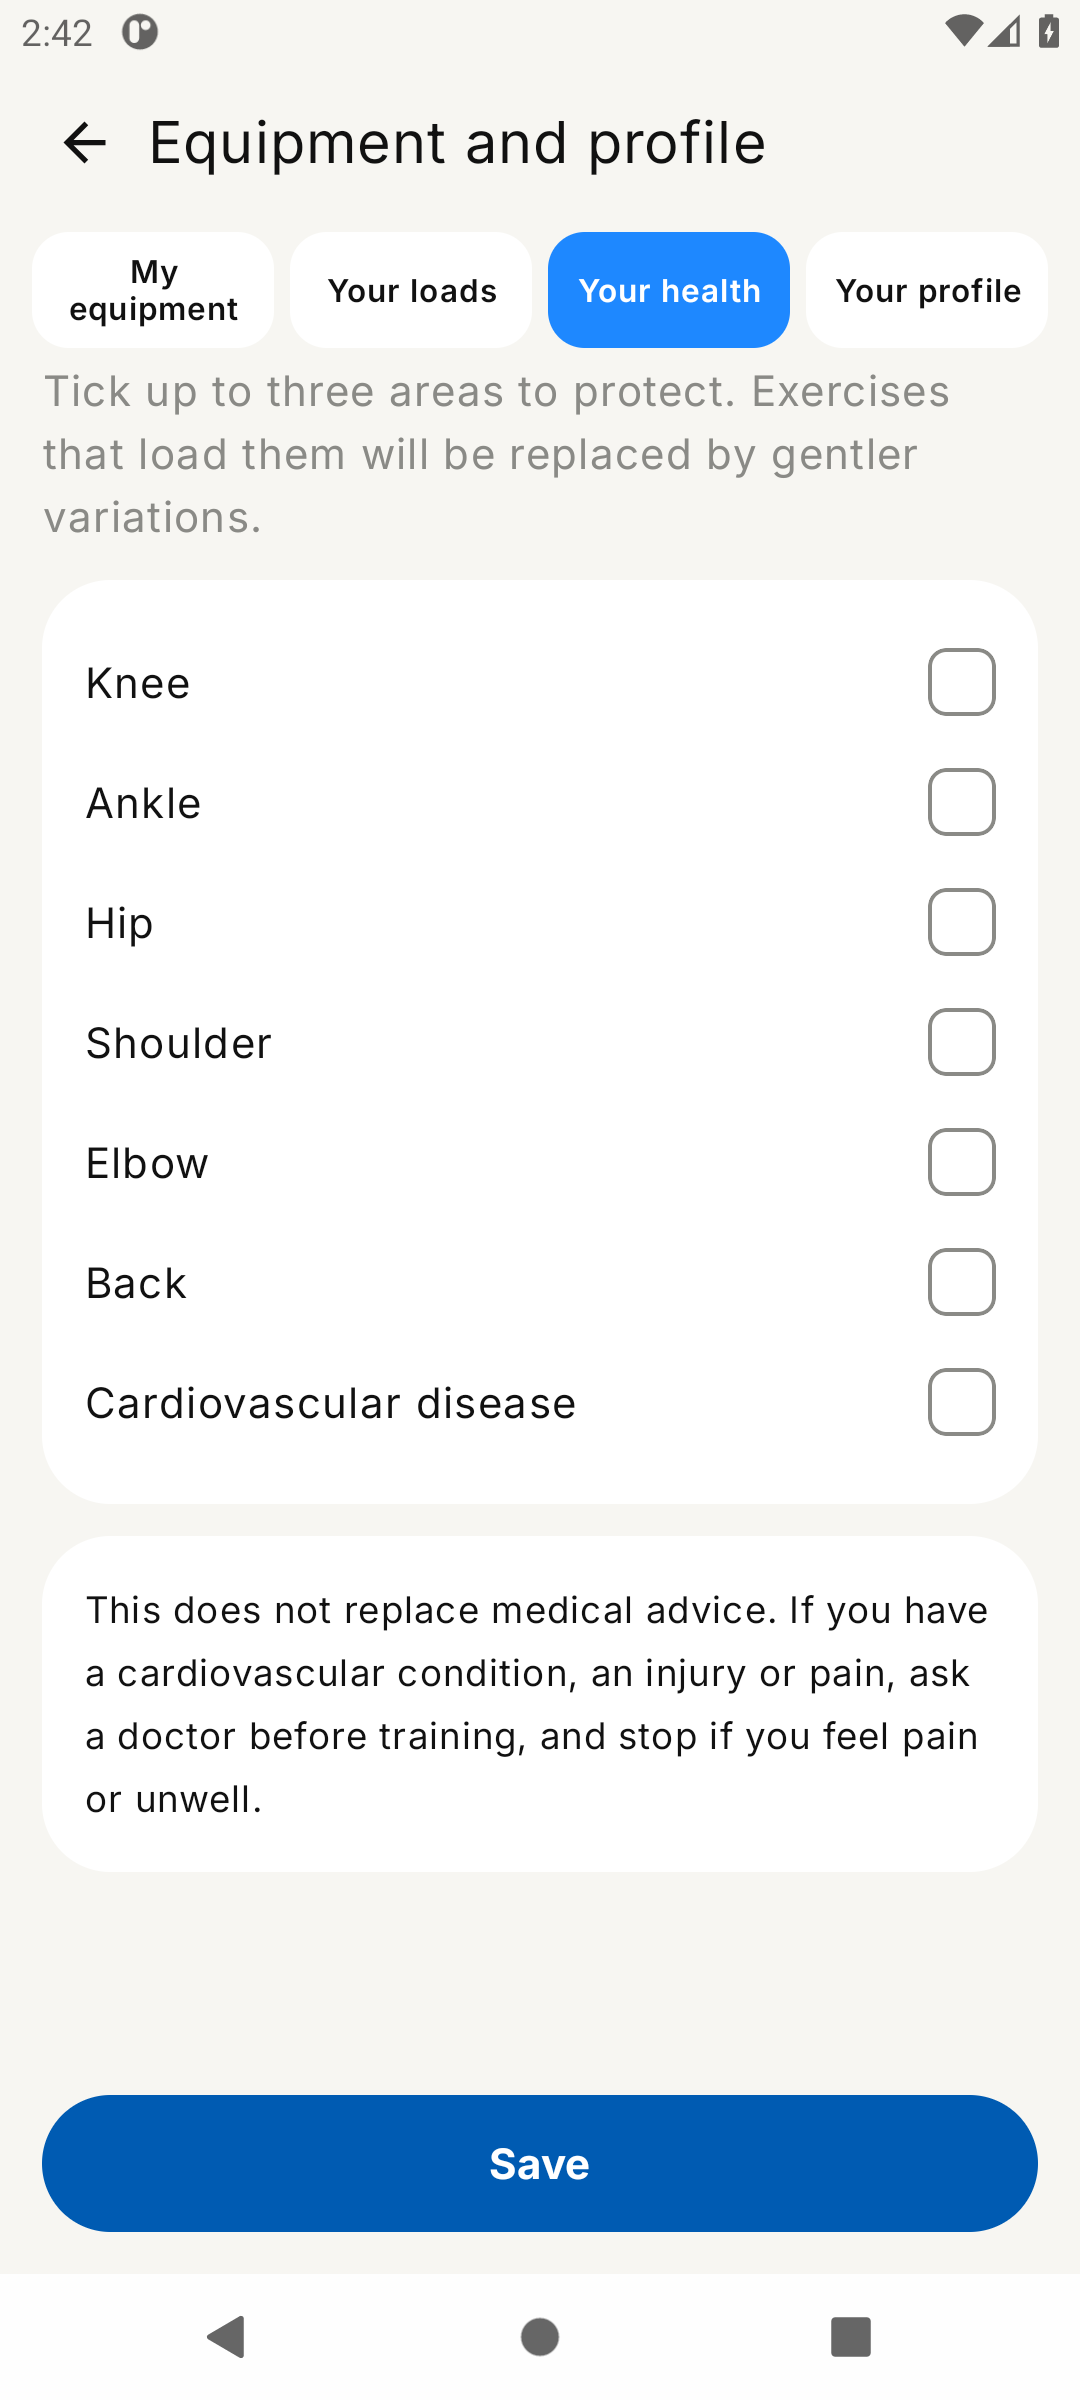 2:42
Equipment and profile
My
equipment
Your loads
Your health
Your profile
Tick up to three areas to protect. Exercises
that load them will be replaced by gentler
variations.
Knee
Ankle
Hip
Shoulder
Elbow
Back
Cardiovascular disease
This does not replace medical advice. If you have
a cardiovascular condition, an injury or pain, ask
a doctor before training, and stop if you feel pain
or unwell.
Save